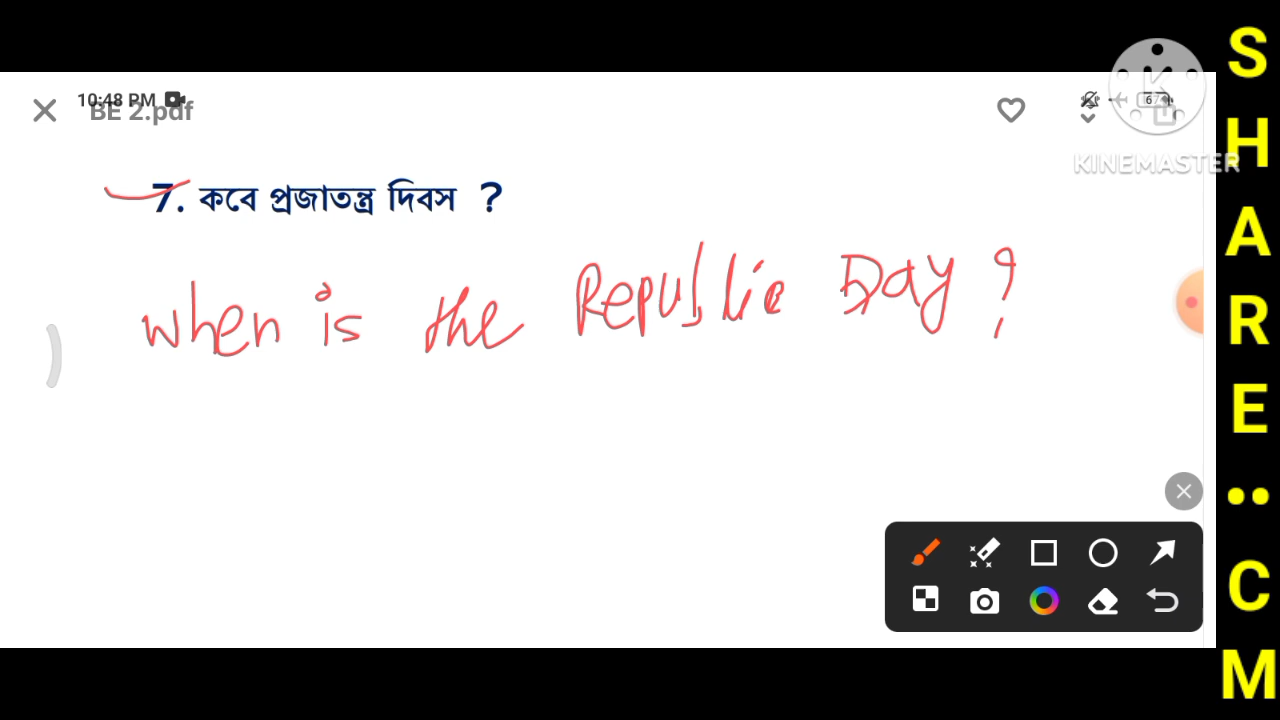 10:48 PM
67
BE 2.pdf
KINEMASTER
7. কবে প্রজাতন্ত্র দিবস ?
When is the Republic Day ?
SHARE••CM